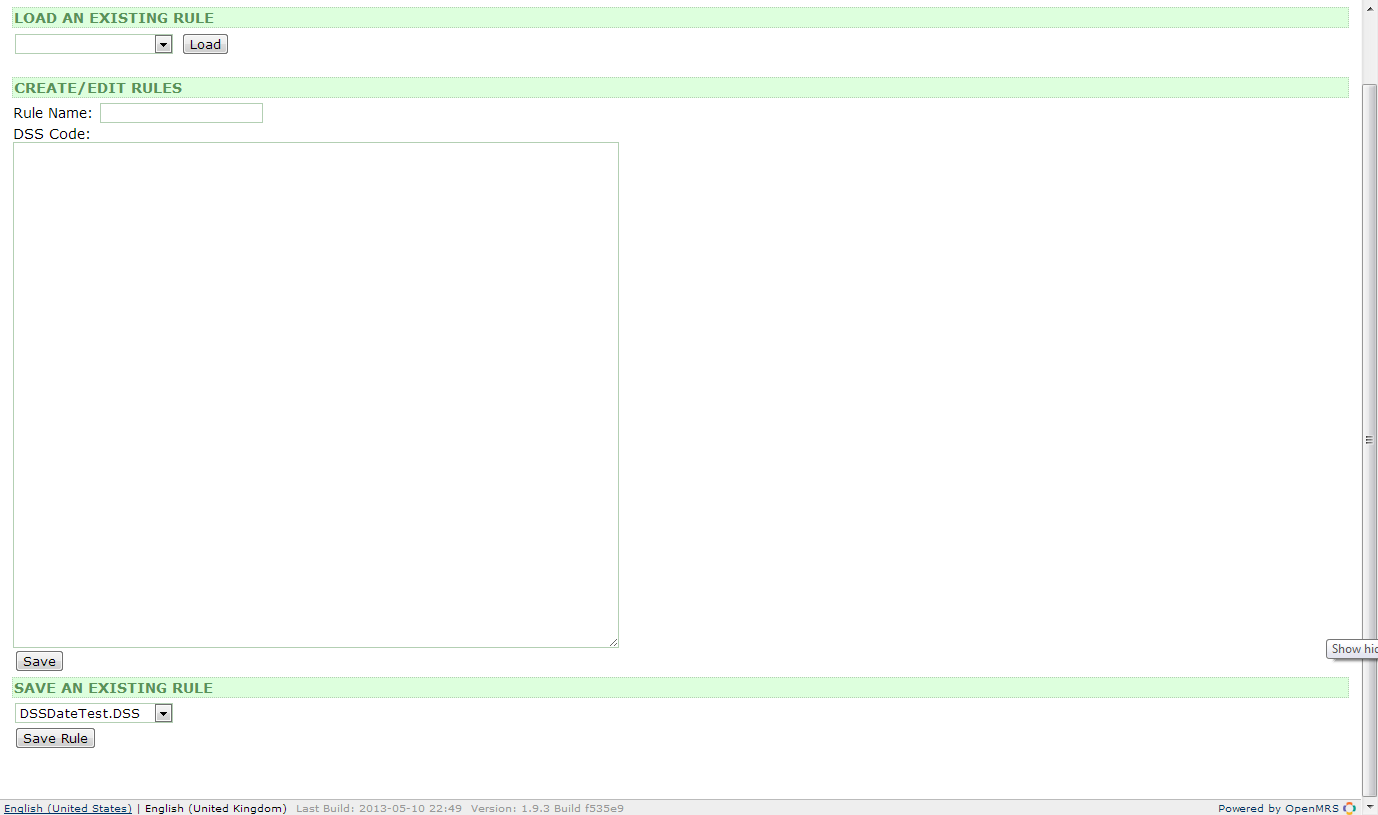 LOAD AN EXISTING RULE
Load
CREATE/EDIT RULES
Rule Name:
DSS Code:
Save
Show hid
SAVE AN EXISTING RULE
DSSDateTest.DSS
Save Rule
English (United States) | English (United Kingdom) Last Build: 2013-05-10 22:49 Version: 1.9.3 Build f535e9 Powered by OpenMRS